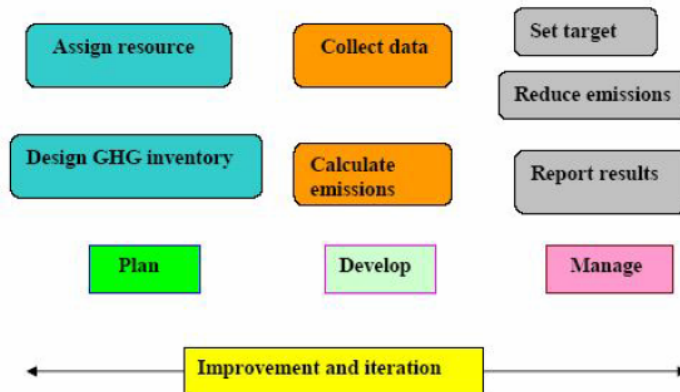 Assign resource
Collect data
Set target
Reduce emissions
Design GHG inventory
Calculate
emissions
Report results
Plan
Develop
Manage
Improvement and iteration